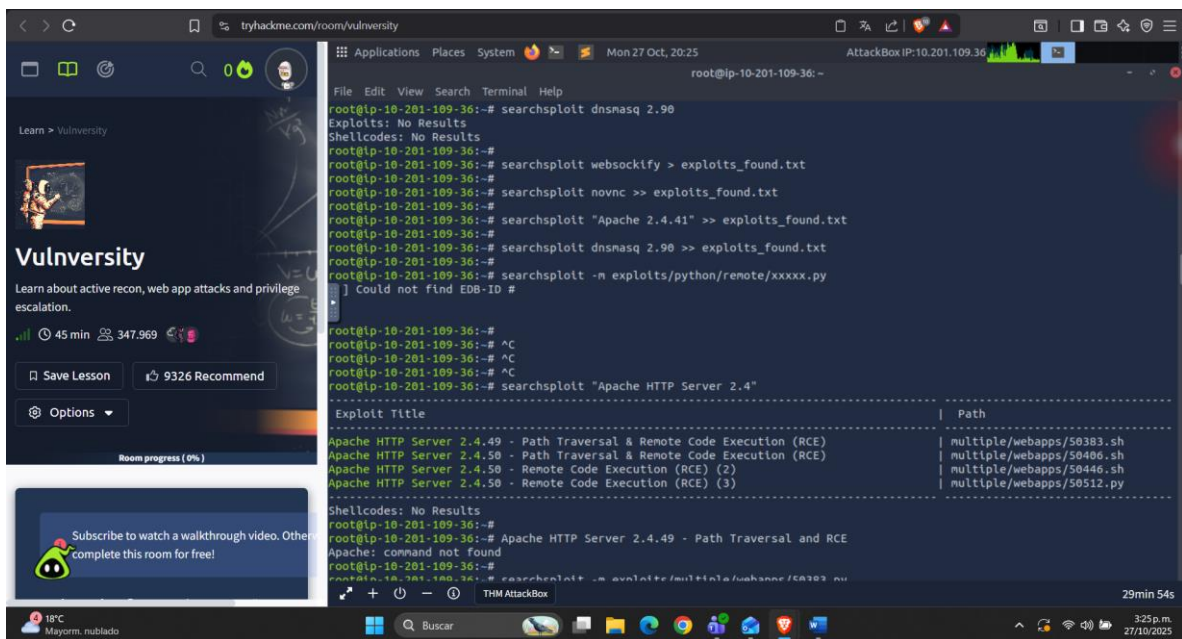 tryhackme.com/room/vulnversity
Applications Places System Mon 27 Oct, 20:25 AttackBox IP:10.201.109.36
root@ip-10-201-109-36: ~
File Edit View Search Terminal Help
0
Learn > Vulnversity
Vulnversity
Learn about active recon, web app attacks and privilege
escalation.
45 min 347.969
Save Lesson 9326 Recommend
Options
Room progress ( 0% )
Subscribe to watch a walkthrough video. Otherw
complete this room for free!
root@ip-10-201-109-36:~# searchsploit dnsmasq 2.90
Exploits: No Results
Shellcodes: No Results
root@ip-10-201-109-36:~#
root@ip-10-201-109-36:~# searchsploit websockify > exploits_found.txt
root@ip-10-201-109-36:~#
root@ip-10-201-109-36:~# searchsploit novnc >> exploits_found.txt
root@ip-10-201-109-36:~#
root@ip-10-201-109-36:~# searchsploit "Apache 2.4.41" >> exploits_found.txt
root@ip-10-201-109-36:~#
root@ip-10-201-109-36:~# searchsploit dnsmasq 2.90 >> exploits_found.txt
root@ip-10-201-109-36:~#
root@ip-10-201-109-36:~# searchsploit -m exploits/python/remote/xxxxx.py
] Could not find EDB-ID #
root@ip-10-201-109-36:~#
root@ip-10-201-109-36:~# ^C
root@ip-10-201-109-36:~# ^C
root@ip-10-201-109-36:~# ^C
root@ip-10-201-109-36:~# searchsploit "Apache HTTP Server 2.4"
Exploit Title | Path
Apache HTTP Server 2.4.49 - Path Traversal & Remote Code Execution (RCE) | multiple/webapps/50383.sh
Apache HTTP Server 2.4.50 - Path Traversal & Remote Code Execution (RCE) | multiple/webapps/50406.sh
Apache HTTP Server 2.4.50 - Remote Code Execution (RCE) (2) | multiple/webapps/50446.sh
Apache HTTP Server 2.4.50 - Remote Code Execution (RCE) (3) | multiple/webapps/50512.py
Shellcodes: No Results
root@ip-10-201-109-36:~#
root@ip-10-201-109-36:~# Apache HTTP Server 2.4.49 - Path Traversal and RCE
Apache: command not found
root@ip-10-201-109-36:~#
root@ip-10-201-109-36:~# searchsploit -m exploits/multiple/webapps/50383.py
THM AttackBox 29min 54s
18°C
Mayorm. nublado
Buscar
3:25 p.m.
27/10/2025